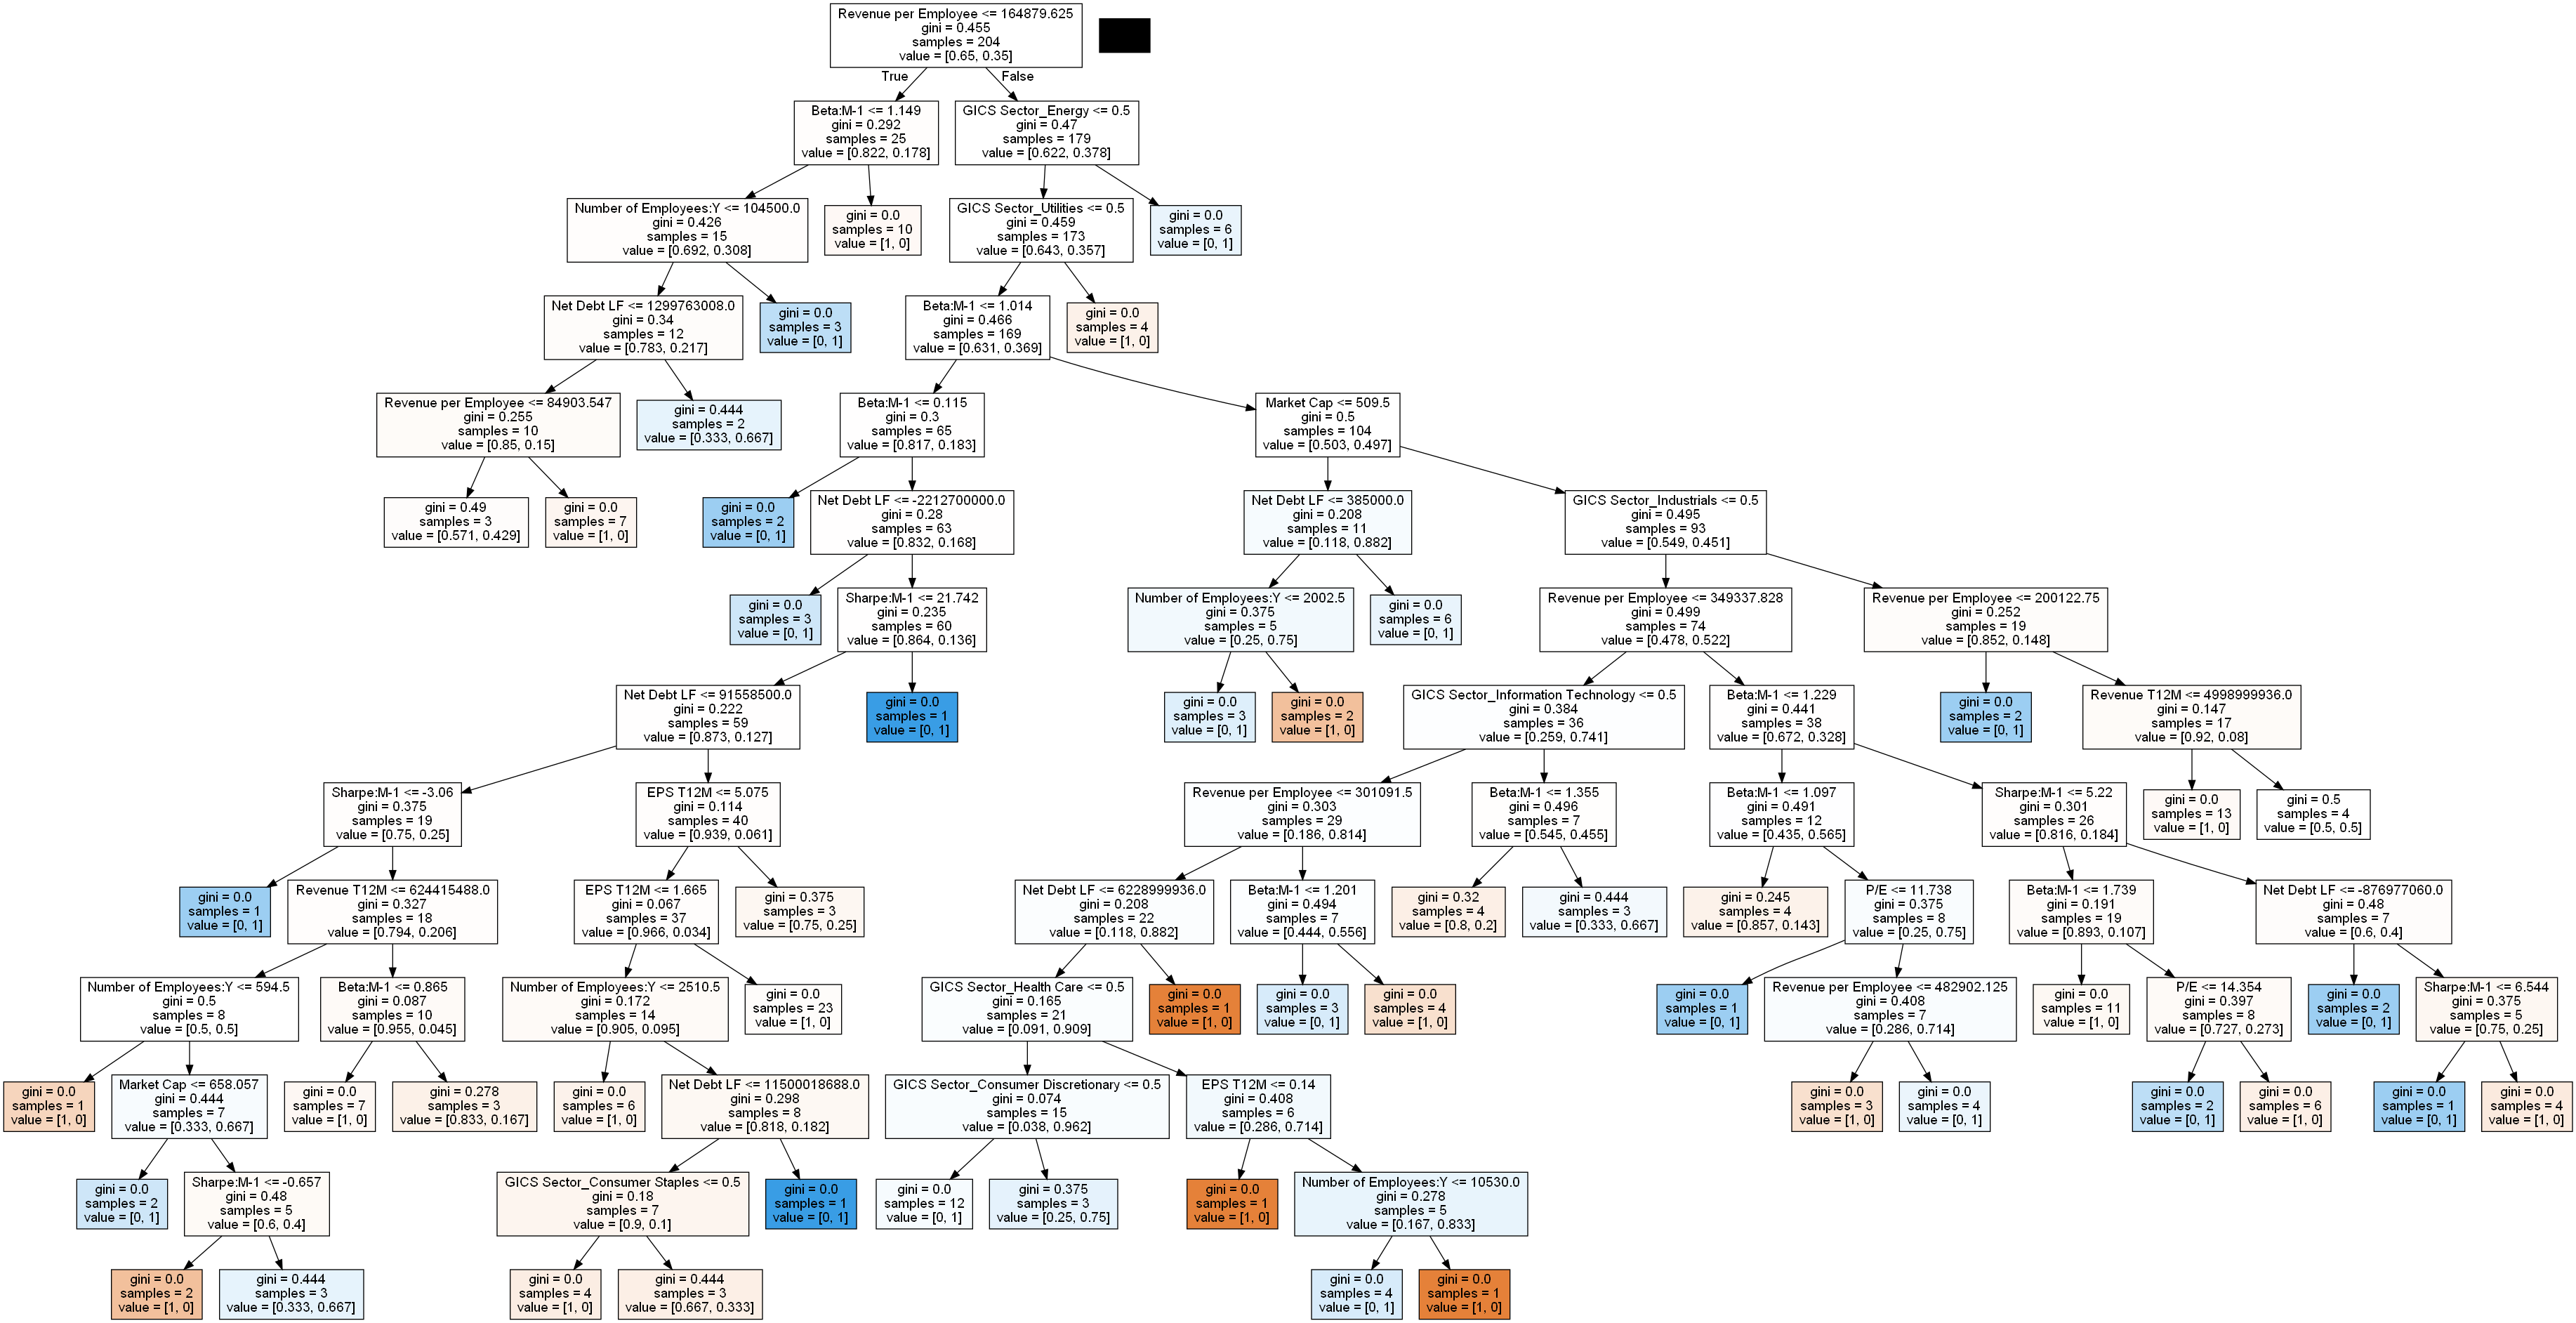 Revenue per Employee <= 164879.625
gini = 0.455
samples = 204
value = [0.65, 0.35]
True
False
Beta:M-1 <= 1.149
gini = 0.292
samples = 25
value = [0.822, 0.178]
GICS Sector_Energy <= 0.5
gini = 0.47
samples = 179
value = [0.622, 0.378]
Number of Employees:Y <= 104500.0
gini = 0.426
samples = 15
value = [0.692, 0.308]
gini = 0.0
samples = 10
value = [1, 0]
GICS Sector_Utilities <= 0.5
gini = 0.459
samples = 173
value = [0.643, 0.357]
gini = 0.0
samples = 6
value = [0, 1]
Net Debt LF <= 1299763008.0
gini = 0.34
samples = 12
value = [0.783, 0.217]
gini = 0.0
samples = 3
value = [0, 1]
Beta:M-1 <= 1.014
gini = 0.466
samples = 169
value = [0.631, 0.369]
gini = 0.0
samples = 4
value = [1, 0]
Revenue per Employee <= 84903.547
gini = 0.255
samples = 10
value = [0.85, 0.15]
gini = 0.444
samples = 2
value = [0.333, 0.667]
Beta:M-1 <= 0.115
gini = 0.3
samples = 65
value = [0.817, 0.183]
Market Cap <= 509.5
gini = 0.5
samples = 104
value = [0.503, 0.497]
gini = 0.49
samples = 3
value = [0.571, 0.429]
gini = 0.0
samples = 7
value = [1, 0]
gini = 0.0
samples = 2
value = [0, 1]
Net Debt LF <= -2212700000.0
gini = 0.28
samples = 63
value = [0.832, 0.168]
Net Debt LF <= 385000.0
gini = 0.208
samples = 11
value = [0.118, 0.882]
GICS Sector_Industrials <= 0.5
gini = 0.495
samples = 93
value = [0.549, 0.451]
gini = 0.0
samples = 3
value = [0, 1]
Sharpe:M-1 <= 21.742
gini = 0.235
samples = 60
value = [0.864, 0.136]
Number of Employees:Y <= 2002.5
gini = 0.375
samples = 5
value = [0.25, 0.75]
gini = 0.0
samples = 6
value = [0, 1]
Revenue per Employee <= 349337.828
gini = 0.499
samples = 74
value = [0.478, 0.522]
Revenue per Employee <= 200122.75
gini = 0.252
samples = 19
value = [0.852, 0.148]
Net Debt LF <= 91558500.0
gini = 0.222
samples = 59
value = [0.873, 0.127]
gini = 0.0
samples = 1
value = [0, 1]
gini = 0.0
samples = 3
value = [0, 1]
gini = 0.0
samples = 2
value = [1, 0]
GICS Sector_Information Technology <= 0.5
gini = 0.384
samples = 36
value = [0.259, 0.741]
Beta:M-1 <= 1.229
gini = 0.441
samples = 38
value = [0.672, 0.328]
gini = 0.0
samples = 2
value = [0, 1]
Revenue T12M <= 4998999936.0
gini = 0.147
samples = 17
value = [0.92, 0.08]
Sharpe:M-1 <= -3.06
gini = 0.375
samples = 19
value = [0.75, 0.25]
EPS T12M <= 5.075
gini = 0.114
samples = 40
value = [0.939, 0.061]
Revenue per Employee <= 301091.5
gini = 0.303
samples = 29
value = [0.186, 0.814]
Beta:M-1 <= 1.355
gini = 0.496
samples = 7
value = [0.545, 0.455]
Beta:M-1 <= 1.097
gini = 0.491
samples = 12
value = [0.435, 0.565]
Sharpe:M-1 <= 5.22
gini = 0.301
samples = 26
value = [0.816, 0.184]
gini = 0.0
samples = 13
value = [1, 0]
gini = 0.5
samples = 4
value = [0.5, 0.5]
gini = 0.0
samples = 1
value = [0, 1]
Revenue T12M <= 624415488.0
gini = 0.327
samples = 18
value = [0.794, 0.206]
EPS T12M <= 1.665
gini = 0.067
samples = 37
value = [0.966, 0.034]
gini = 0.375
samples = 3
value = [0.75, 0.25]
Net Debt LF <= 6228999936.0
gini = 0.208
samples = 22
value = [0.118, 0.882]
Beta:M-1 <= 1.201
gini = 0.494
samples = 7
value = [0.444, 0.556]
gini = 0.32
samples = 4
value = [0.8, 0.2]
gini = 0.444
samples = 3
value = [0.333, 0.667]
gini = 0.245
samples = 4
value = [0.857, 0.143]
P/E <= 11.738
gini = 0.375
samples = 8
value = [0.25, 0.75]
Beta:M-1 <= 1.739
gini = 0.191
samples = 19
value = [0.893, 0.107]
Net Debt LF <= -876977060.0
gini = 0.48
samples = 7
value = [0.6, 0.4]
Number of Employees:Y <= 594.5
gini = 0.5
samples = 8
value = [0.5, 0.5]
Beta:M-1 <= 0.865
gini = 0.087
samples = 10
value = [0.955, 0.045]
Number of Employees:Y <= 2510.5
gini = 0.172
samples = 14
value = [0.905, 0.095]
gini = 0.0
samples = 23
value = [1, 0]
GICS Sector_Health Care <= 0.5
gini = 0.165
samples = 21
value = [0.091, 0.909]
gini = 0.0
samples = 1
value = [1, 0]
gini = 0.0
samples = 3
value = [0, 1]
gini = 0.0
samples = 4
value = [1, 0]
gini = 0.0
samples = 1
value = [0, 1]
Revenue per Employee <= 482902.125
gini = 0.408
samples = 7
value = [0.286, 0.714]
gini = 0.0
samples = 11
value = [1, 0]
P/E <= 14.354
gini = 0.397
samples = 8
value = [0.727, 0.273]
gini = 0.0
samples = 2
value = [0, 1]
Sharpe:M-1 <= 6.544
gini = 0.375
samples = 5
value = [0.75, 0.25]
gini = 0.0
samples = 1
value = [1, 0]
Market Cap <= 658.057
gini = 0.444
samples = 7
value = [0.333, 0.667]
gini = 0.0
samples = 7
value = [1, 0]
gini = 0.278
samples = 3
value = [0.833, 0.167]
gini = 0.0
samples = 6
value = [1, 0]
Net Debt LF <= 11500018688.0
gini = 0.298
samples = 8
value = [0.818, 0.182]
GICS Sector_Consumer Discretionary <= 0.5
gini = 0.074
samples = 15
value = [0.038, 0.962]
EPS T12M <= 0.14
gini = 0.408
samples = 6
value = [0.286, 0.714]
gini = 0.0
samples = 3
value = [1, 0]
gini = 0.0
samples = 4
value = [0, 1]
gini = 0.0
samples = 2
value = [0, 1]
gini = 0.0
samples = 6
value = [1, 0]
gini = 0.0
samples = 1
value = [0, 1]
gini = 0.0
samples = 4
value = [1, 0]
gini = 0.0
samples = 2
value = [0, 1]
Sharpe:M-1 <= -0.657
gini = 0.48
samples = 5
value = [0.6, 0.4]
GICS Sector_Consumer Staples <= 0.5
gini = 0.18
samples = 7
value = [0.9, 0.1]
gini = 0.0
samples = 1
value = [0, 1]
gini = 0.0
samples = 12
value = [0, 1]
gini = 0.375
samples = 3
value = [0.25, 0.75]
gini = 0.0
samples = 1
value = [1, 0]
Number of Employees:Y <= 10530.0
gini = 0.278
samples = 5
value = [0.167, 0.833]
gini = 0.0
samples = 2
value = [1, 0]
gini = 0.444
samples = 3
value = [0.333, 0.667]
gini = 0.0
samples = 4
value = [1, 0]
gini = 0.444
samples = 3
value = [0.667, 0.333]
gini = 0.0
samples = 4
value = [0, 1]
gini = 0.0
samples = 1
value = [1, 0]